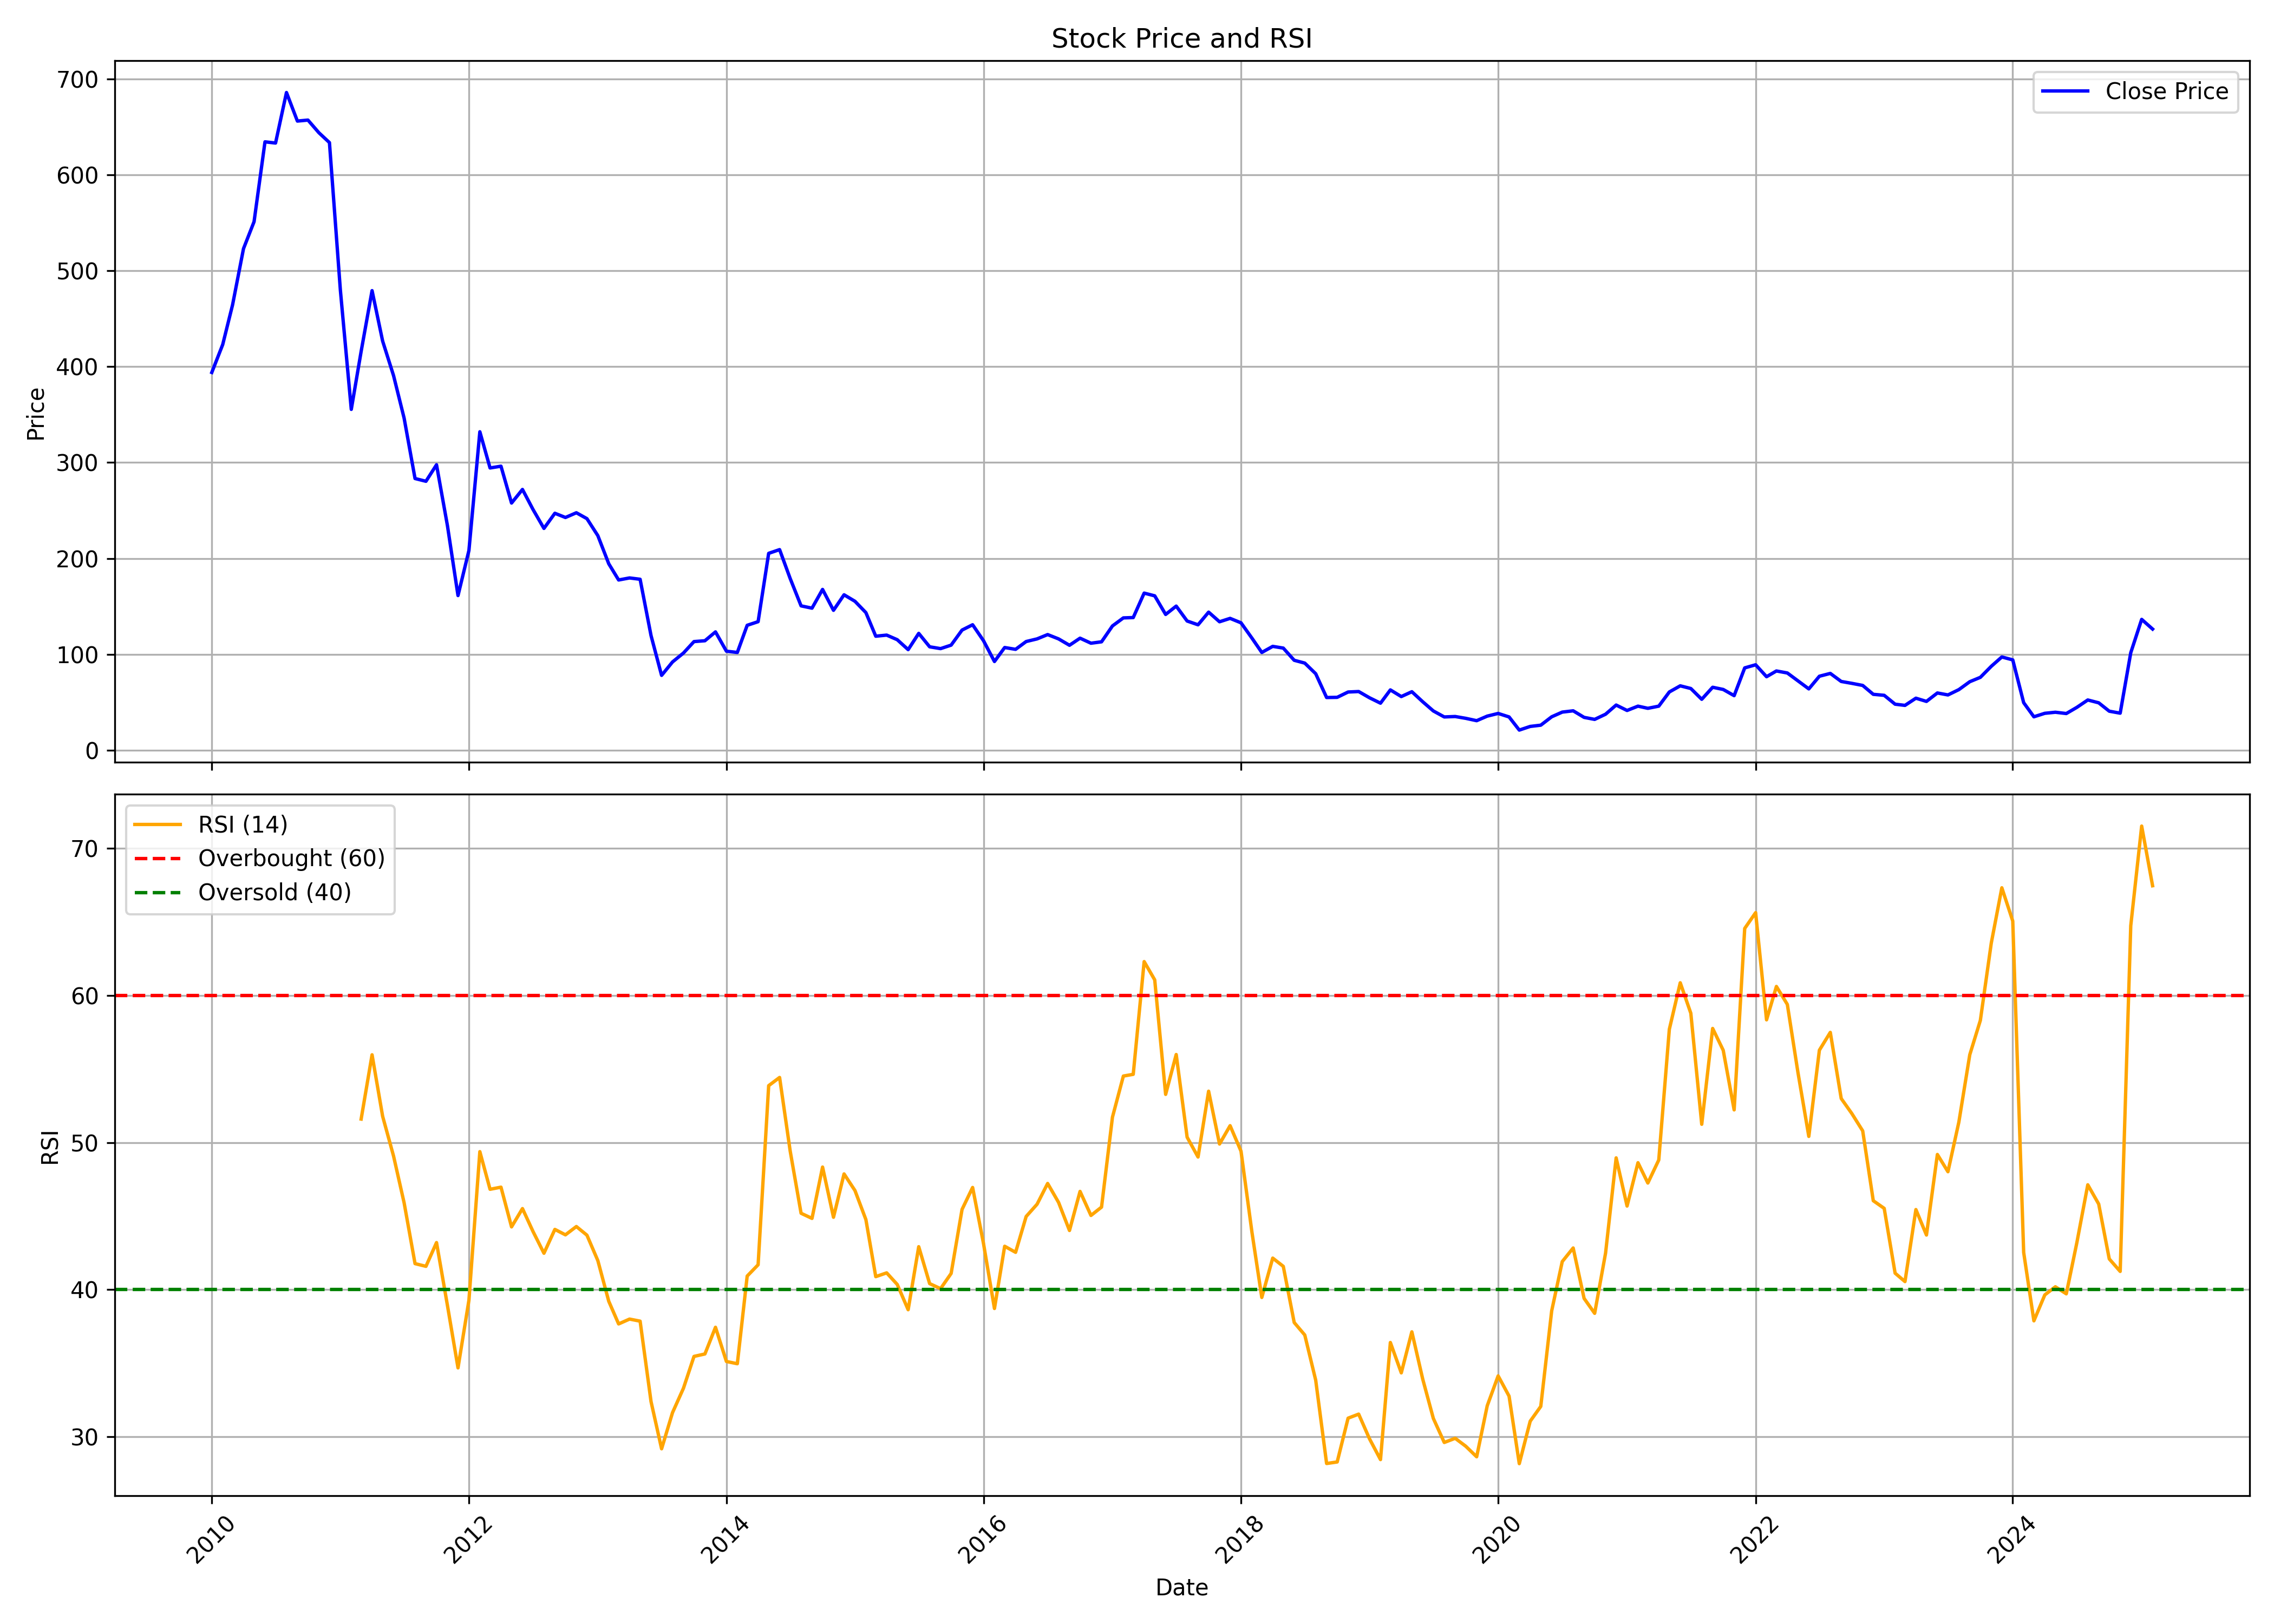 Stock Price and RSI
Close Price
700
600
500
400
300
200
100
0
Price
RSI (14)
Overbought (60)
Oversold (40)
70
60
50
40
30
RSI
2010
2012
2014
2016
2018
2020
2022
2024
Date